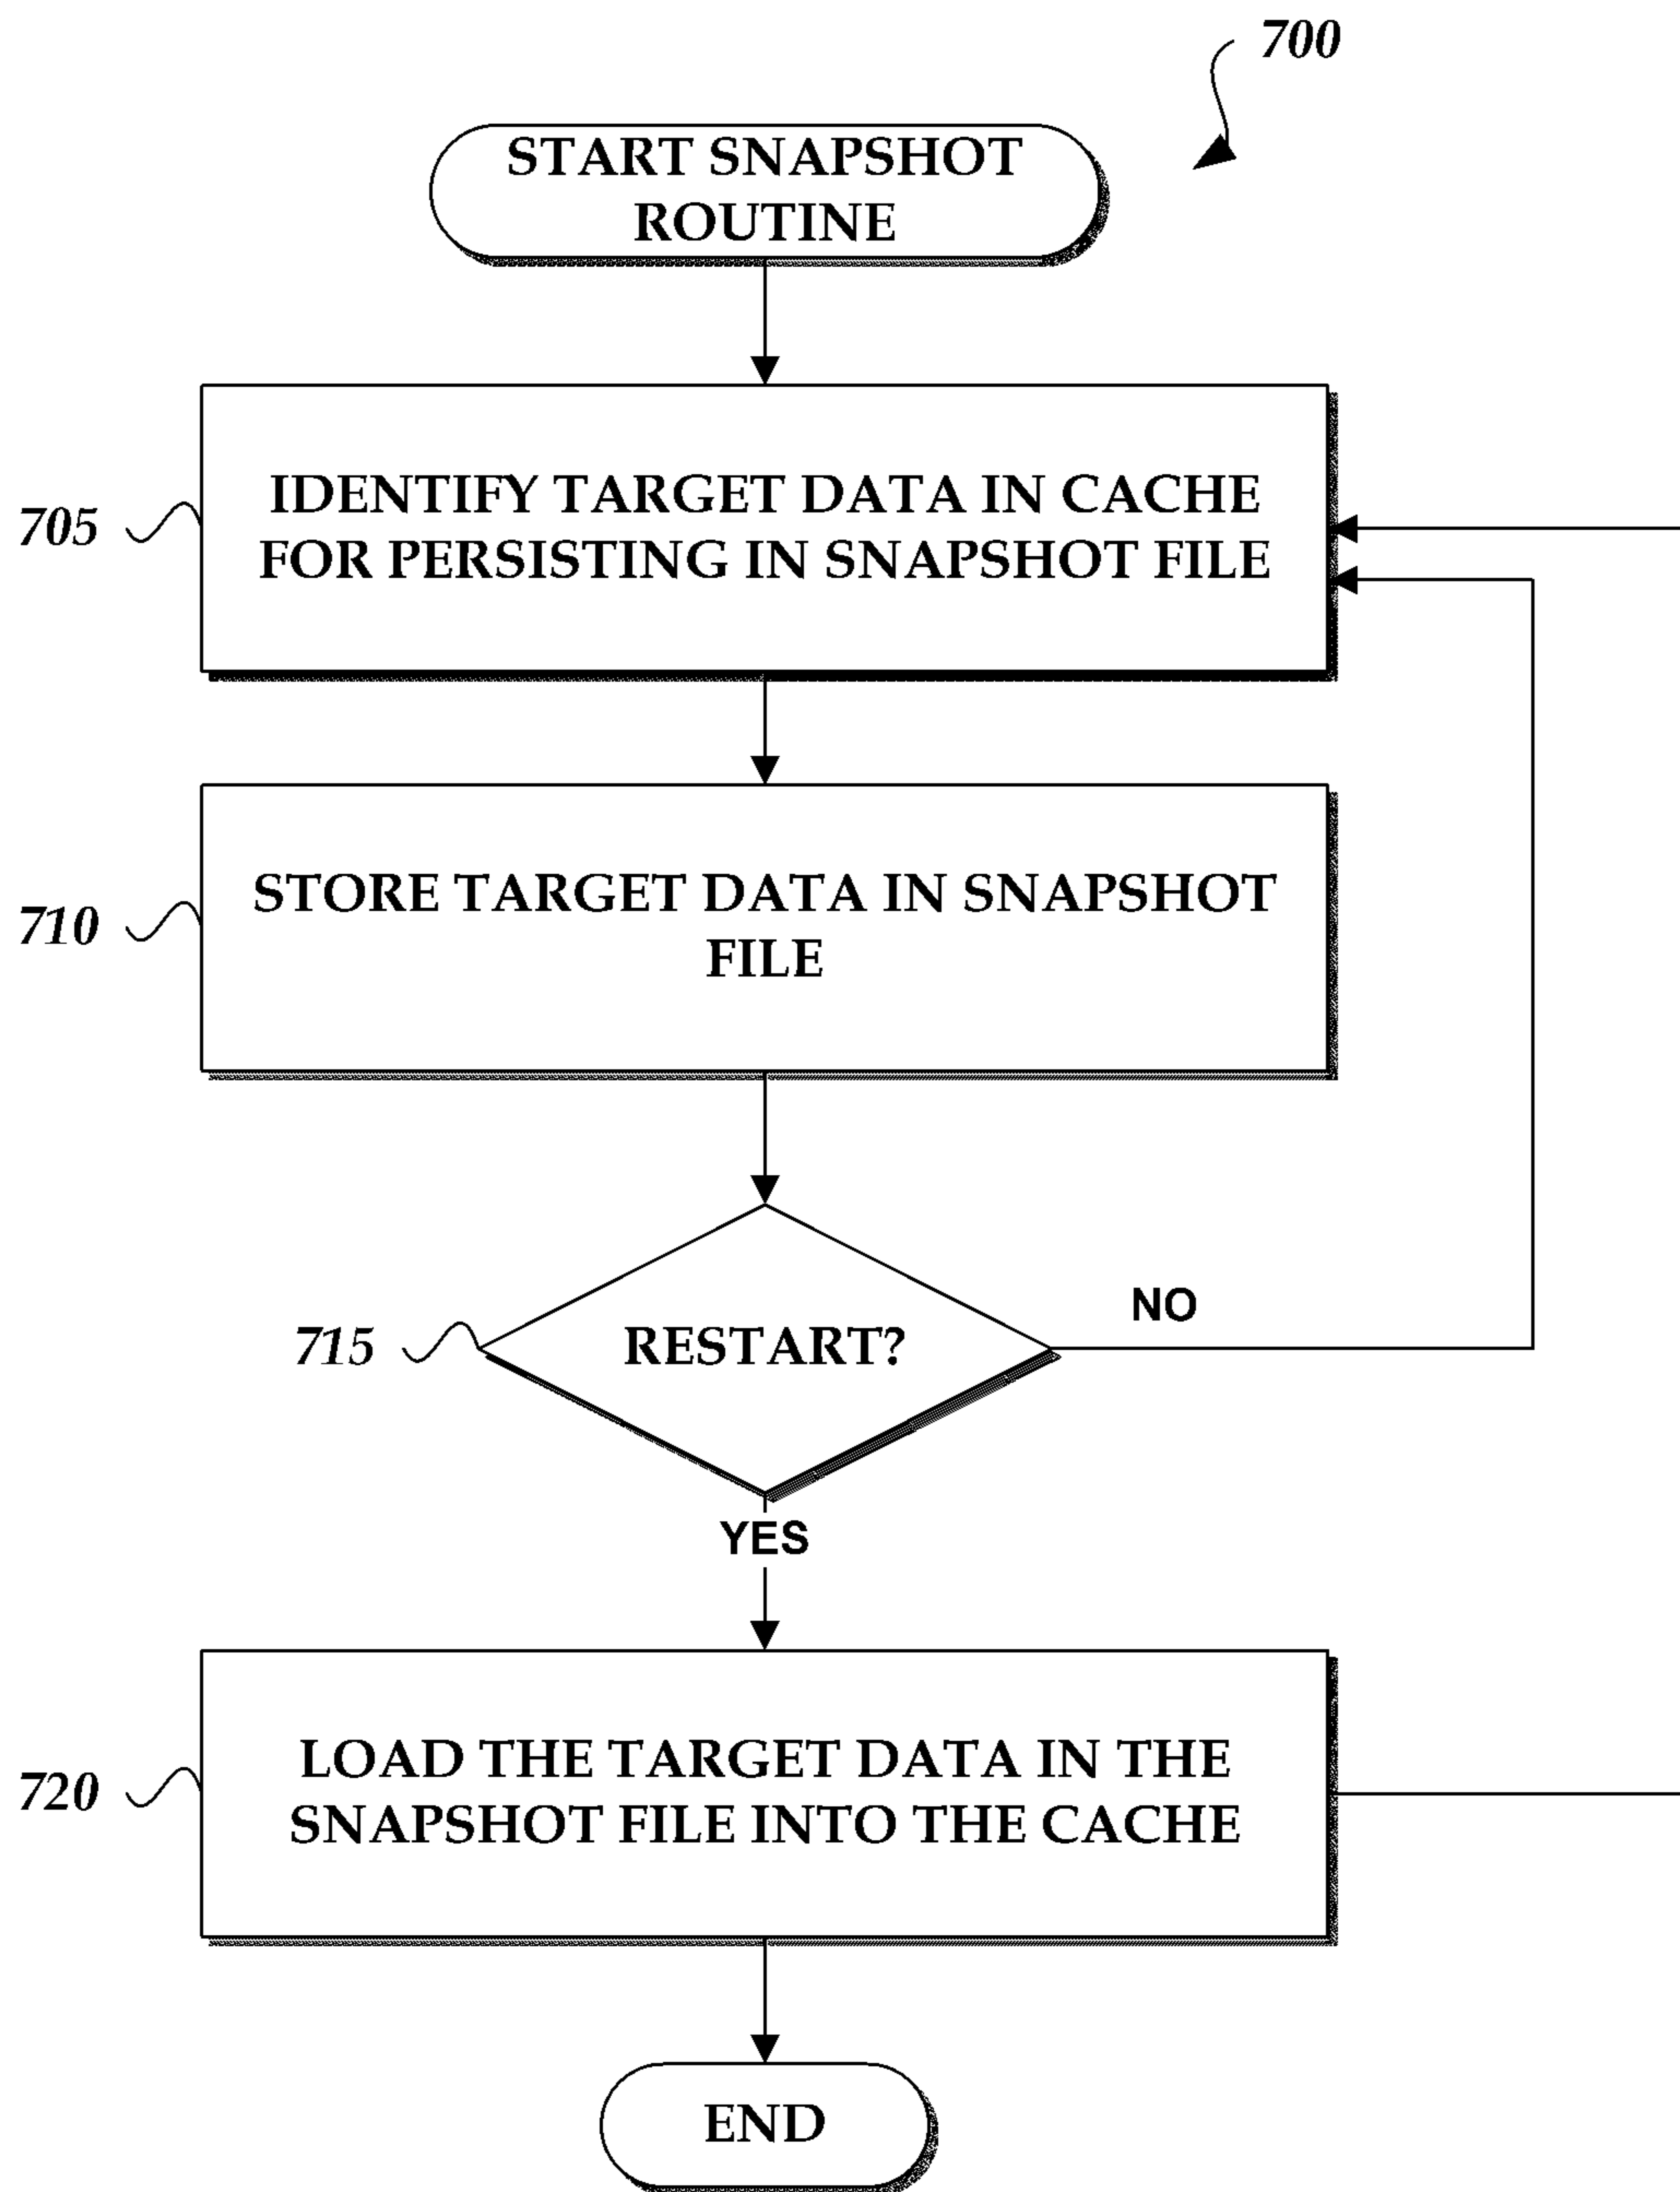 700
START SNAPSHOT
ROUTINE
705
IDENTIFY TARGET DATA IN CACHE
FOR PERSISTING IN SNAPSHOT FILE
710
STORE TARGET DATA IN SNAPSHOT
FILE
715
RESTART?
NO
YES
720
LOAD THE TARGET DATA IN THE
SNAPSHOT FILE INTO THE CACHE
END